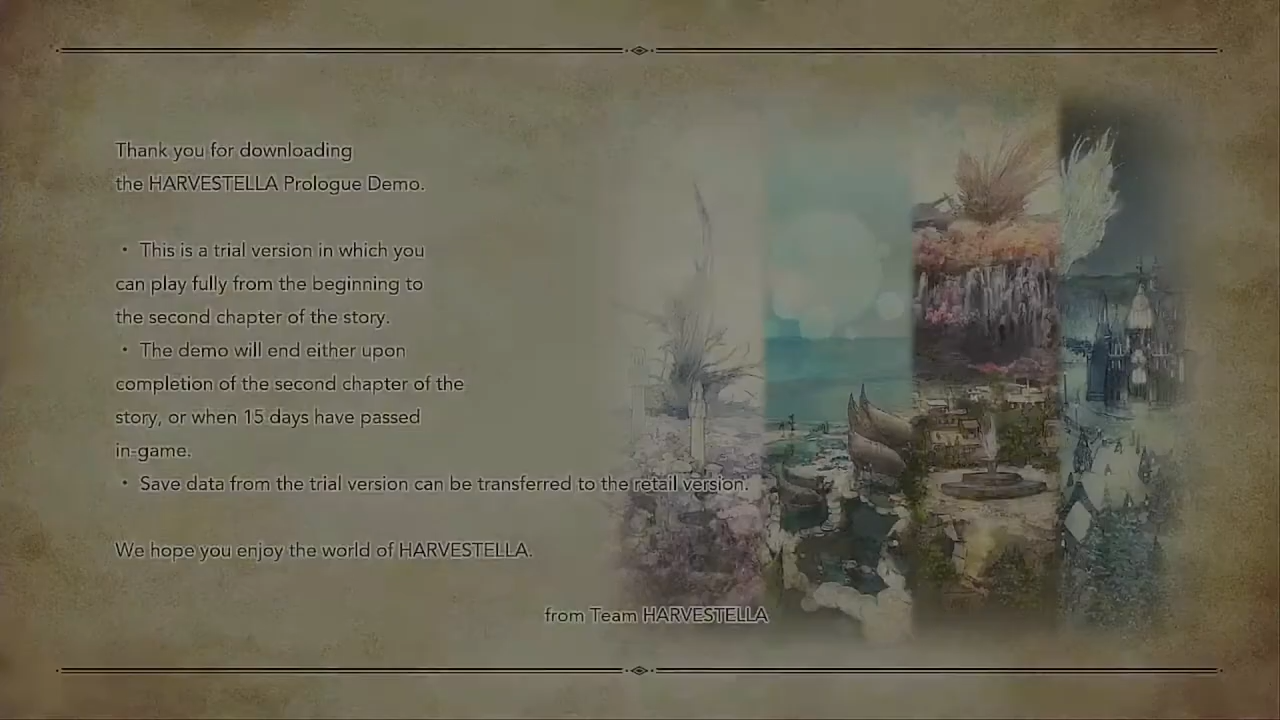 Thank you for downloading
the HARVESTELLA Prologue Demo.
・ This is a trial version in which you
can play fully from the beginning to
the second chapter of the story.
・ The demo will end either upon
completion of the second chapter of the
story, or when 15 days have passed
in-game.
・ Save data from the trial version can be transferred to the retail version.
We hope you enjoy the world of HARVESTELLA.
from Team HARVESTELLA